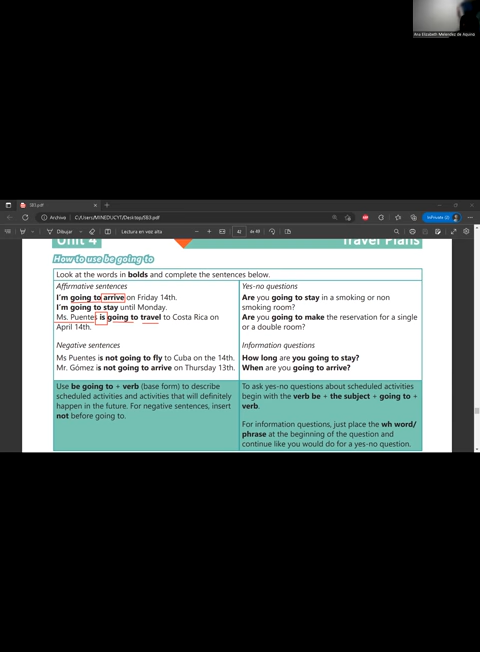 Ana Elizabeth Melendez de Aquino
SB3.pdf
Archivo
C:/Users/MINEDUCYT/Desktop/SB3.pdf
InPrivate
Dibujar
Lectura en voz alta
42
de 49
Unit 4
Travel Plans
How to use be going to
Look at the words in bolds and complete the sentences below.
Affirmative sentences
I'm going to arrive on Friday 14th.
I'm going to stay until Monday.
Ms. Puentes is going to travel to Costa Rica on
April 14th.
Negative sentences
Ms Puentes is not going to fly to Cuba on the 14th.
Mr. Gómez is not going to arrive on Thursday 13th.
Use be going to + verb (base form) to describe
scheduled activities and activities that will definitely
happen in the future. For negative sentences, insert
not before going to.
Yes-no questions
Are you going to stay in a smoking or non
smoking room?
Are you going to make the reservation for a single
or a double room?
Information questions
How long are you going to stay?
When are you going to arrive?
To ask yes-no questions about scheduled activities
begin with the verb be + the subject + going to +
verb.
For information questions, just place the wh word/
phrase at the beginning of the question and
continue like you would do for a yes-no question.